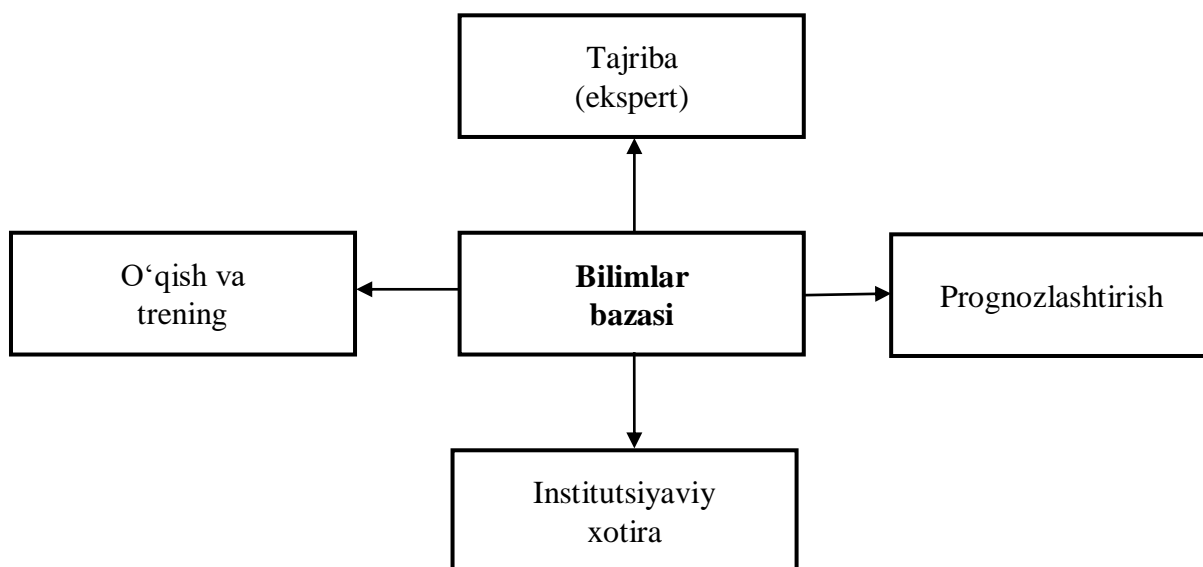 Tajriba
(ekspert)
O‘qish va
trening
Bilimlar
bazasi
Prognozlashtirish
Institutsiyaviy
xotira